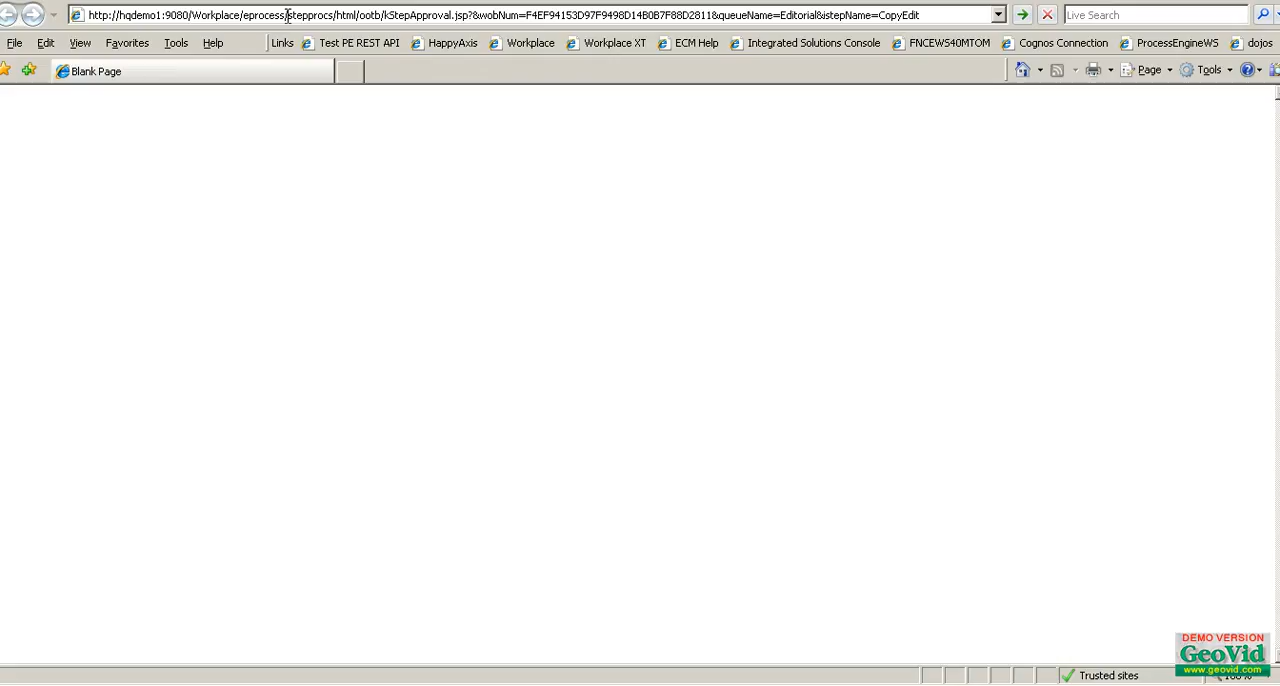 http://hqdemo1:9080/Workplace/eprocess/stepprocs/html/ootb/kStepApproval.jsp?&wobNum=F4EF94153D97F9498D14B0B7F88D2811&queueName=Editorial&istepName=CopyEdit Live Search
File Edit View Favorites Tools Help Links Test PE REST API HappyAxis Workplace Workplace XT ECM Help Integrated Solutions Console FNCEWS40MTOM Cognos Connection ProcessEngineWS dojos
Blank Page Page Tools
DEMO VERSION
GeoVid
www.geovid.com
Trusted sites